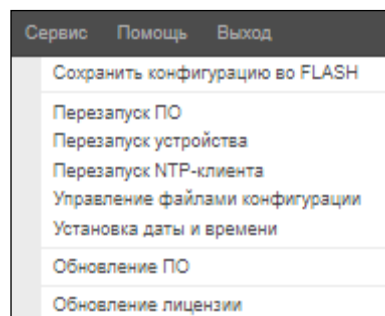 Сервис Помощь Выход
Сохранить конфигурацию во FLASH
Перезапуск ПО
Перезапуск устройства
Перезапуск NTP-клиента
Управление файлами конфигурации
Установка даты и времени
Обновление ПО
Обновление лицензии